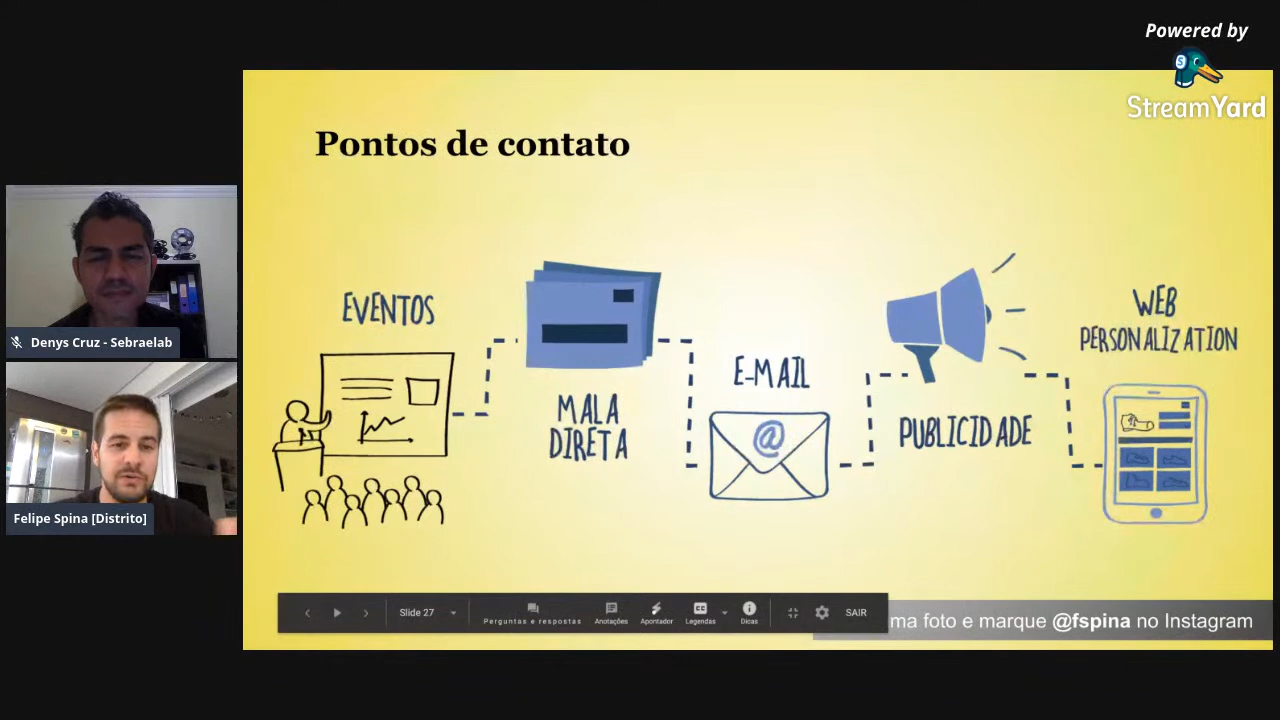 Powered by
StreamYard
Pontos de contato
EVENTOS
MALA
DIRETA
E-MAIL
@
PUBLICIDADE
WEB
PERSONALIZATION
Denys Cruz - Sebraelab
Felipe Spina [Distrito]
Slide 27
Perguntas e respostas
Anotações
Apontador
Legendas
Dicas
SAIR
ma foto e marque @fspina no Instagram